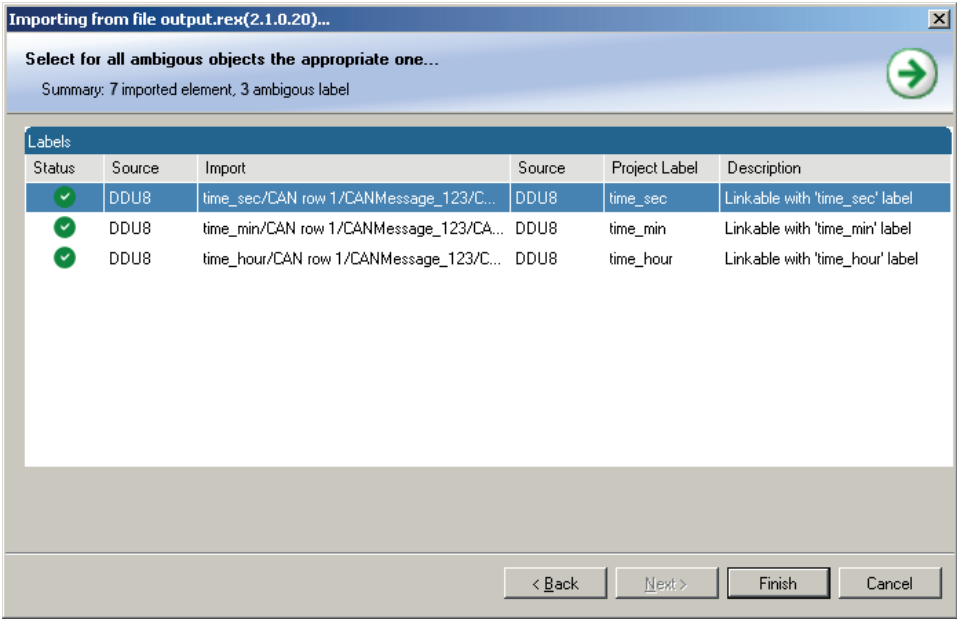 Importing from file output.rex(2.1.0.20)...
Select for all ambigous objects the appropriate one...
Summary: 7 imported element, 3 ambigous label
Labels
Status Source Import Source Project Label Description
DDU8 time_sec/CAN row 1/CANMessage_123/C... DDU8 time_sec Linkable with 'time_sec' label
DDU8 time_min/CAN row 1/CANMessage_123/CA... DDU8 time_min Linkable with 'time_min' label
DDU8 time_hour/CAN row 1/CANMessage_123/C... DDU8 time_hour Linkable with 'time_hour' label
< Back Next > Finish Cancel